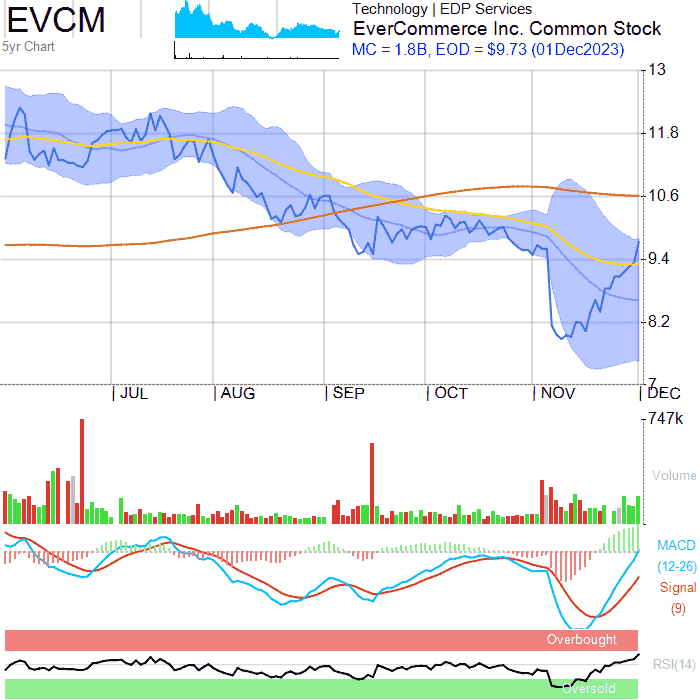 EVCM
5yr Chart
Technology | EDP Services
EverCommerce Inc. Common Stock
MC = 1.8B, EOD = $9.73 (01Dec2023)
13
11.8
10.6
9.4
8.2
7
JUL AUG SEP OCT NOV DEC
747k
Volume
MACD
(12-26)
Signal
(9)
Overbought
RSI(14)
Oversold